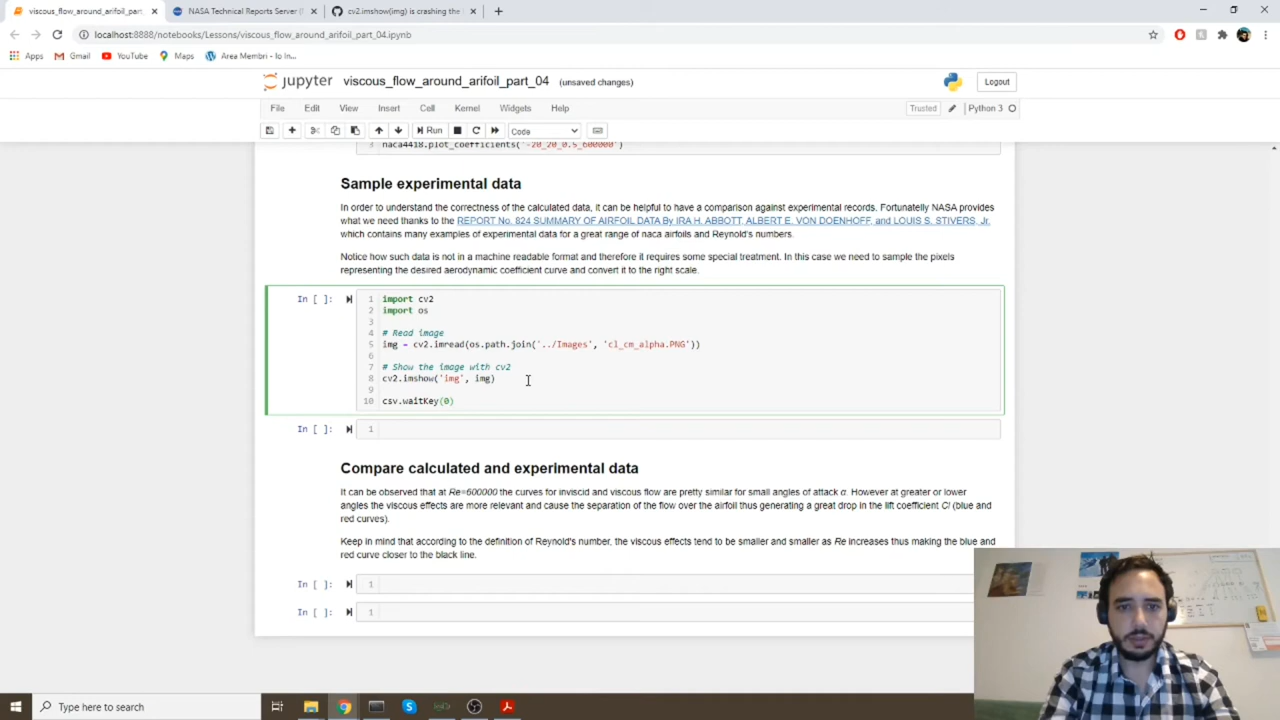 viscous_flow_around_arifoil_part_
NASA Technical Reports Server (
cv2.imshow(img) is crashing the
localhost:8888/notebooks/Lessons/viscous_flow_around_arifoil_part_04.ipynb
Apps Gmail YouTube Maps Area Membri - Io In...
jupyter viscous_flow_around_arifoil_part_04 (unsaved changes) Logout
File Edit View Insert Cell Kernel Widgets Help Trusted Python 3
Run Code
3 naca4418.plot_coefficients('-20_20_0.5_600000')
Sample experimental data
In order to understand the correctness of the calculated data, it can be helpful to have a comparison against experimental records. Fortunatelly NASA provides
what we need thanks to the REPORT No. 824 SUMMARY OF AIRFOIL DATA By IRA H. ABBOTT, ALBERT E. VON DOENHOFF, and LOUIS S. STIVERS, Jr.
which contains many examples of experimental data for a great range of naca airfoils and Reynold's numbers.
Notice how such data is not in a machine readable format and therefore it requires some special treatment. In this case we need to sample the pixels
representing the desired aerodynamic coefficient curve and convert it to the right scale.
In [ ]: 1 import cv2
2 import os
3
4 # Read image
5 img = cv2.imread(os.path.join('../Images', 'cl_cm_alpha.PNG'))
6
7 # Show the image with cv2
8 cv2.imshow('img', img)
9
10 csv.waitKey(0)
In [ ]: 1
Compare calculated and experimental data
It can be observed that at Re=600000 the curves for inviscid and viscous flow are pretty similar for small angles of attack α. However at greater or lower
angles the viscous effects are more relevant and cause the separation of the flow over the airfoil thus generating a great drop in the lift coefficient Cl (blue and
red curves).
Keep in mind that according to the definition of Reynold's number, the viscous effects tend to be smaller and smaller as Re increases thus making the blue and
red curve closer to the black line.
In [ ]: 1
In [ ]: 1
Type here to search